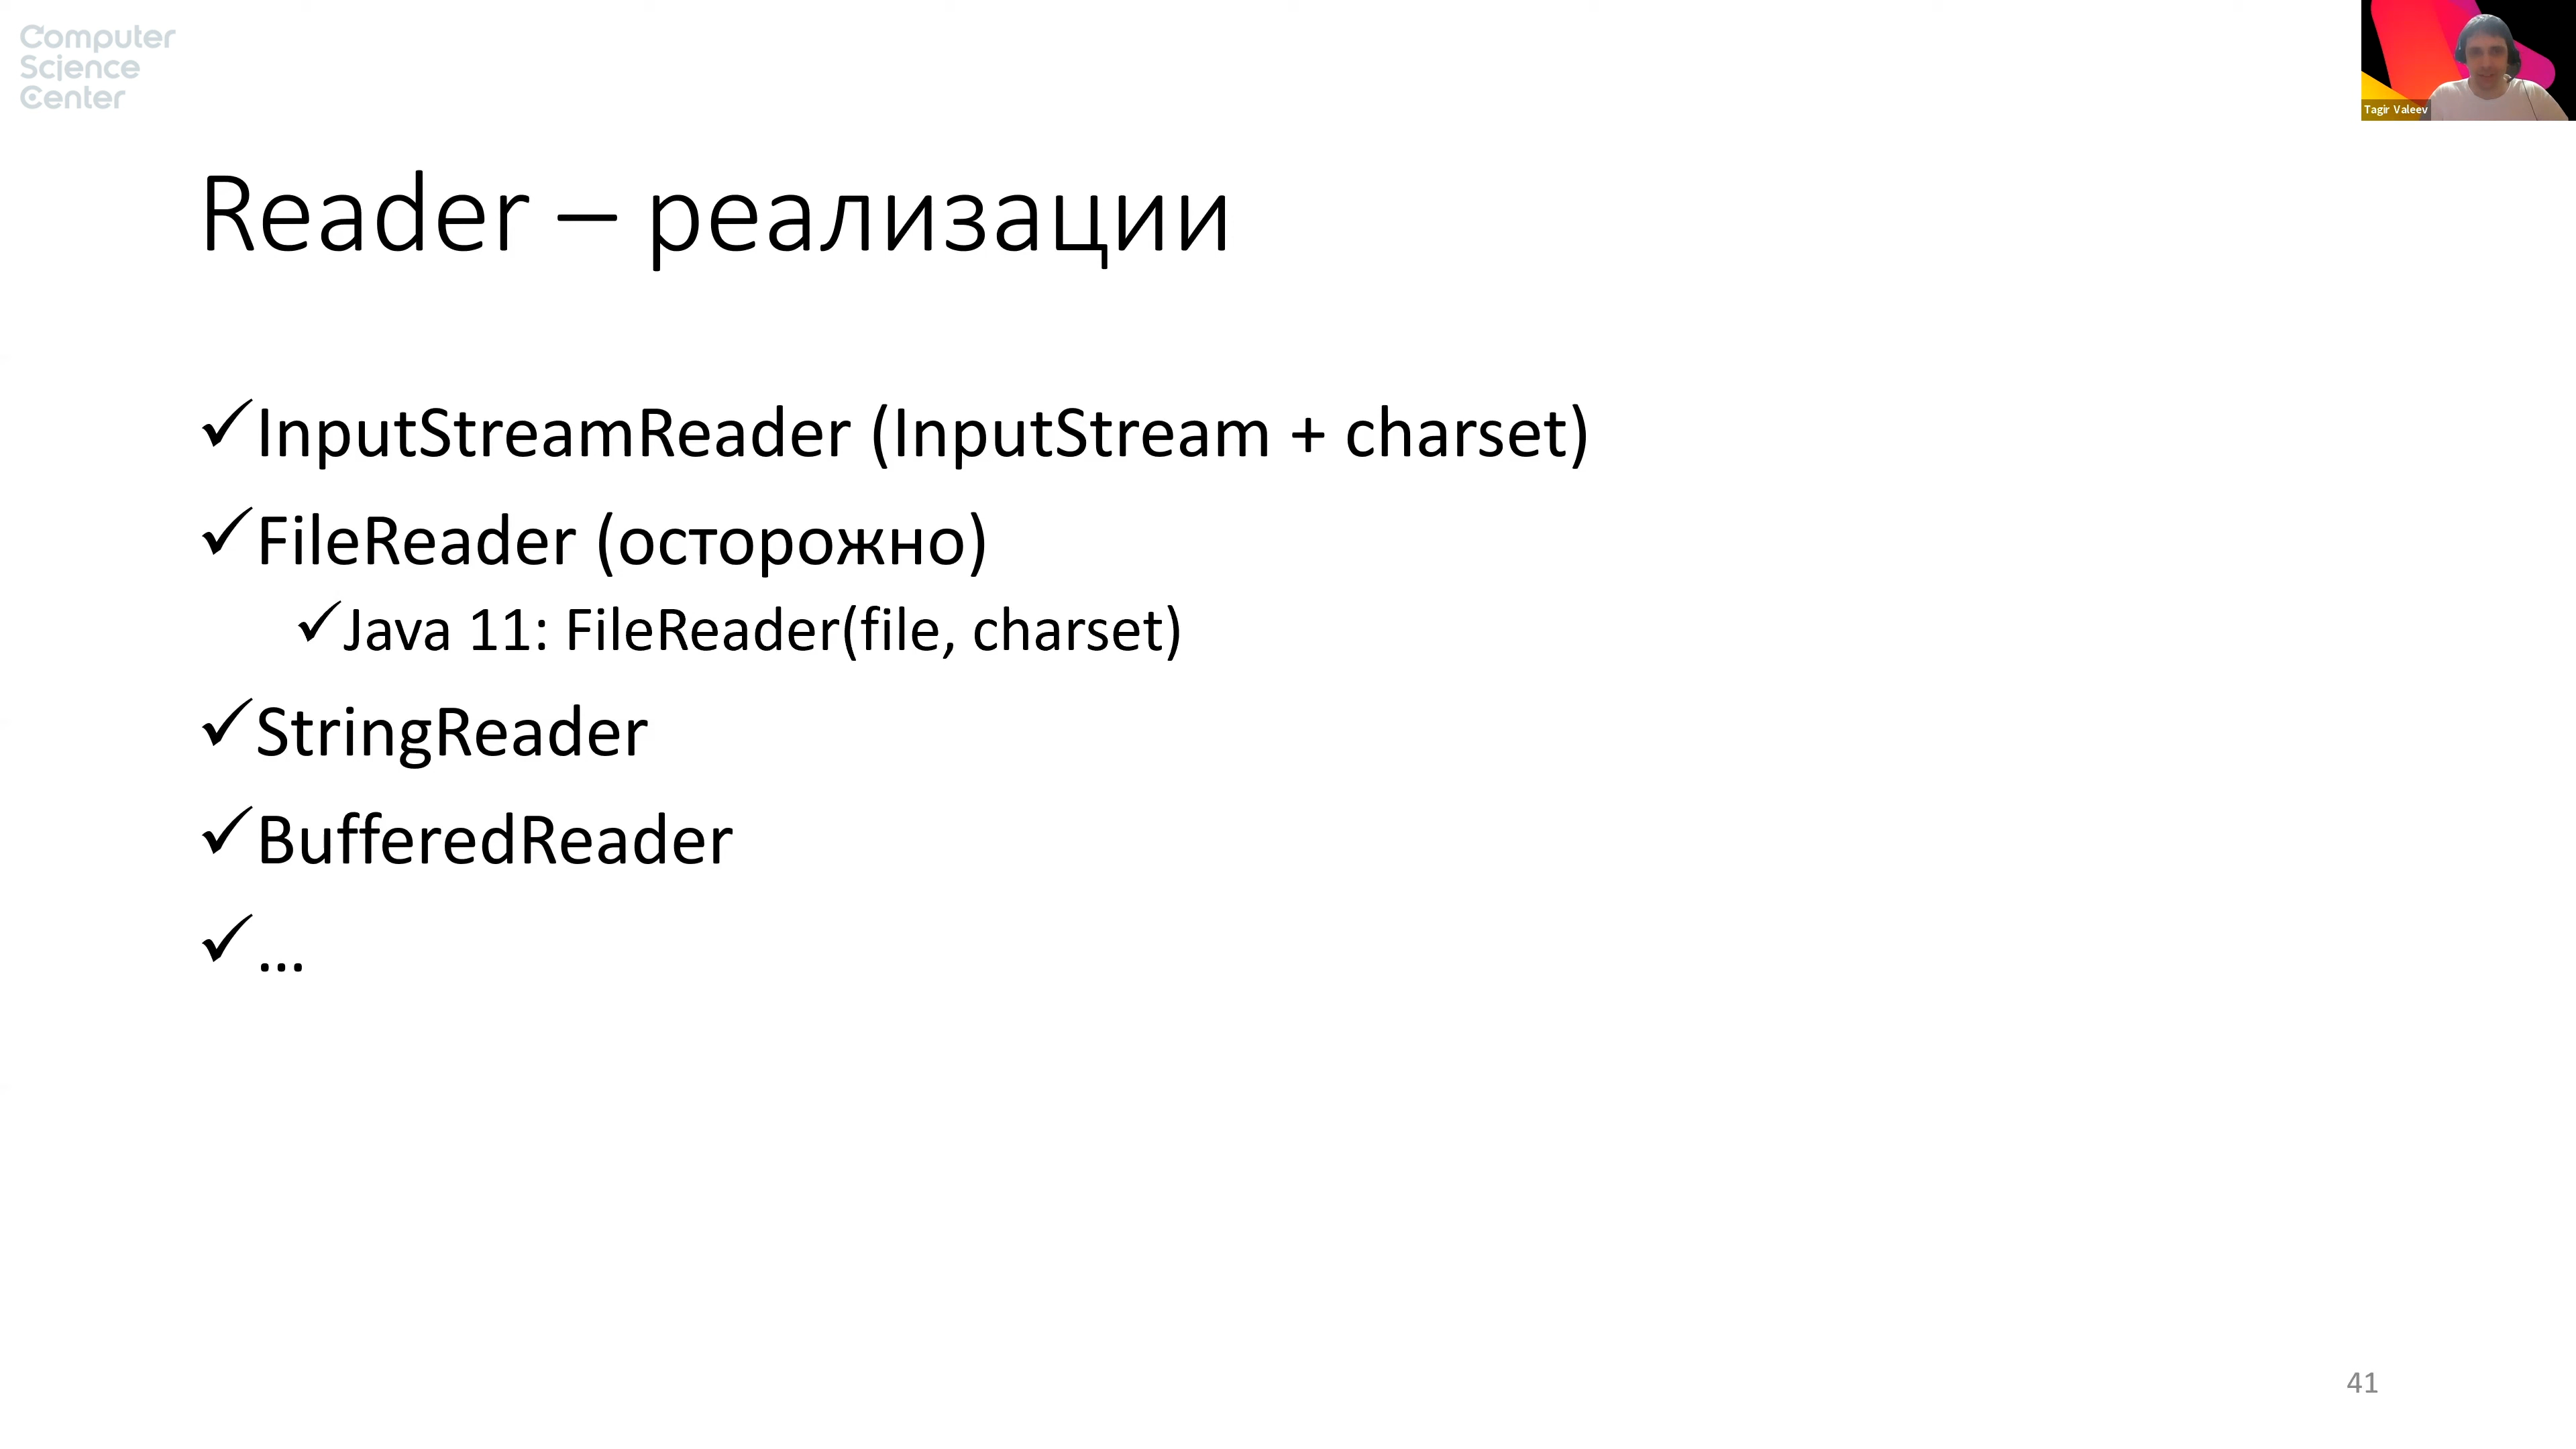 Computer
Science
Center
Tagir Valeev
Reader – реализации
✓InputStreamReader (InputStream + charset)
✓FileReader (осторожно)
✓Java 11: FileReader(file, charset)
✓StringReader
✓BufferedReader
✓...
41